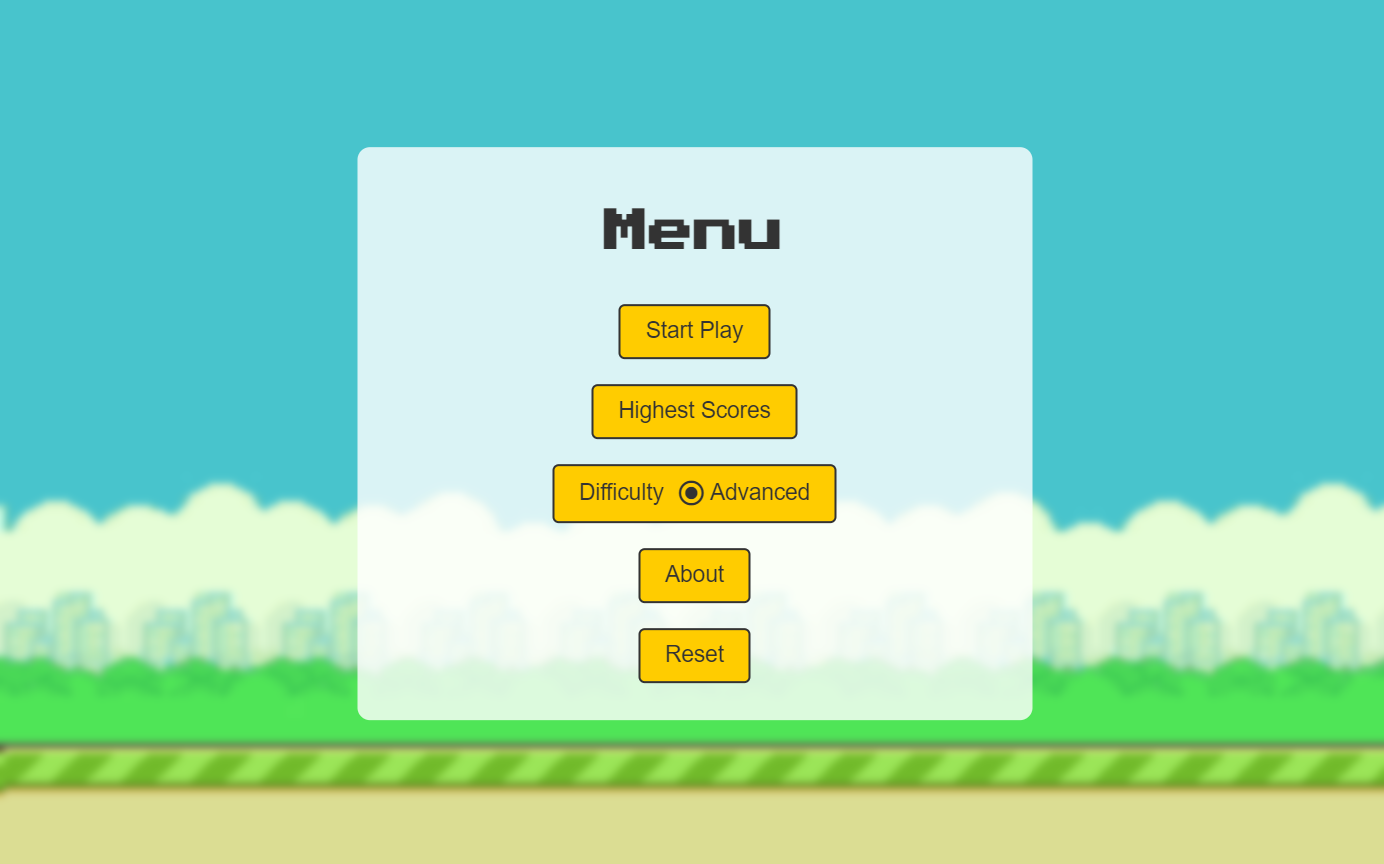 Menu
Start Play
Highest Scores
Difficulty Advanced
About
Reset